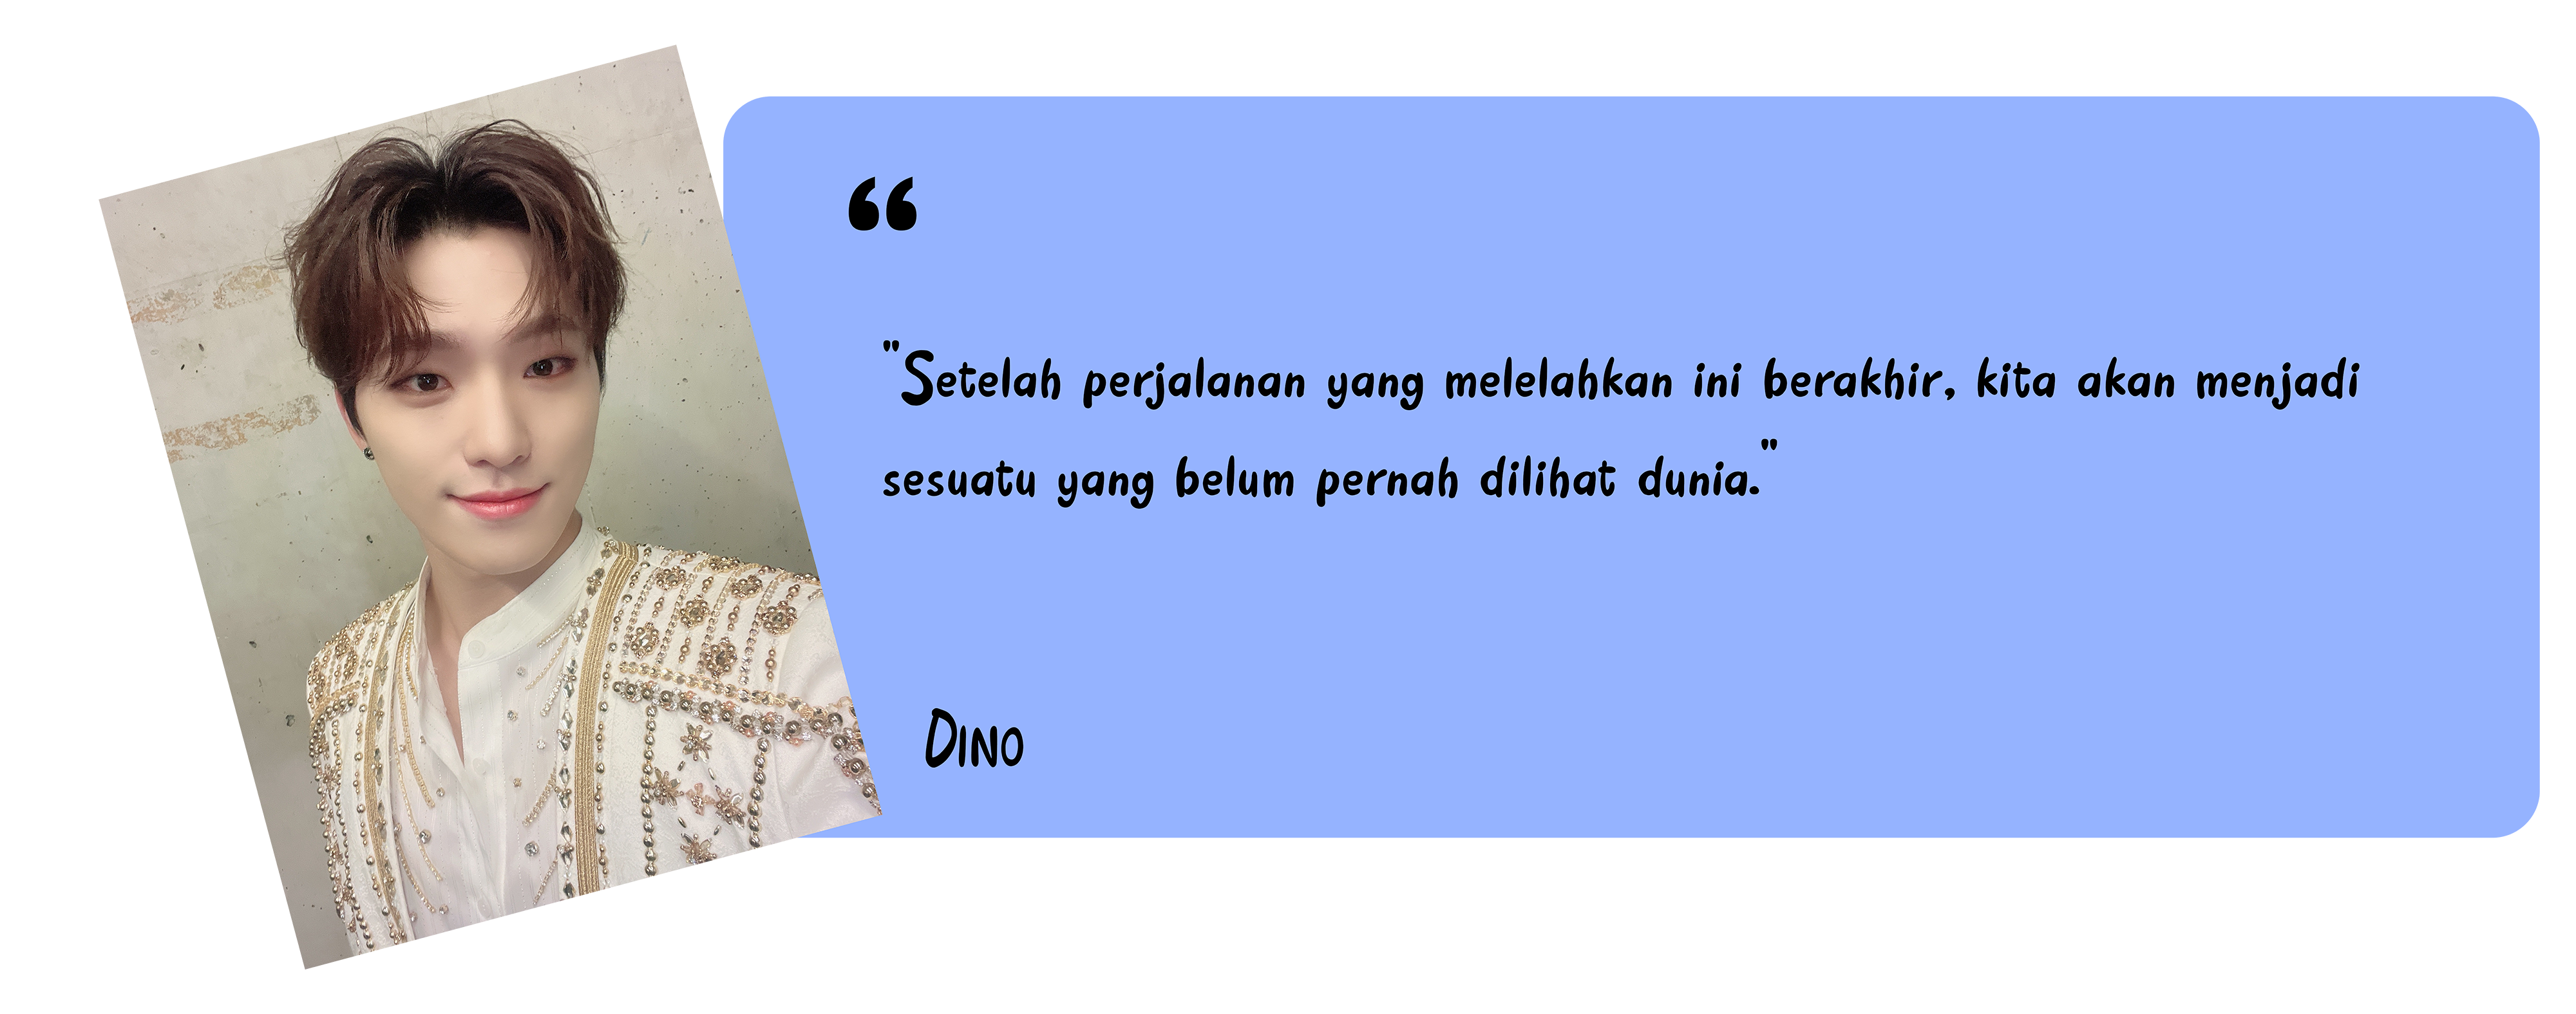 “
"Setelah perjalanan yang melelahkan ini berakhir, kita akan menjadi
sesuatu yang belum pernah dilihat dunia."
Dino